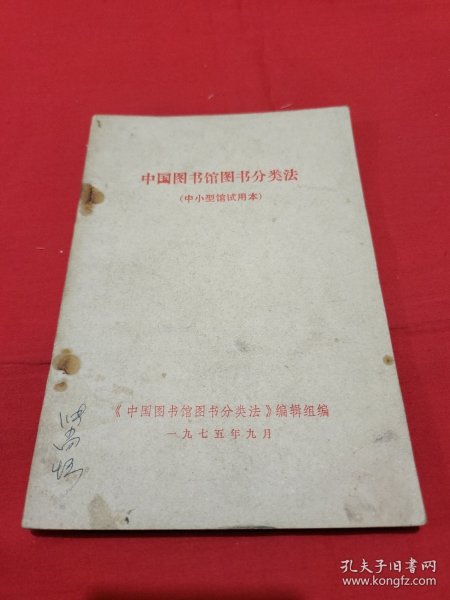 中国图书馆图书分类法
(中小型馆试用本)
《中国图书馆图书分类法》编辑组编
一九七五年九月
孔夫子旧书网
www.kongfz.com